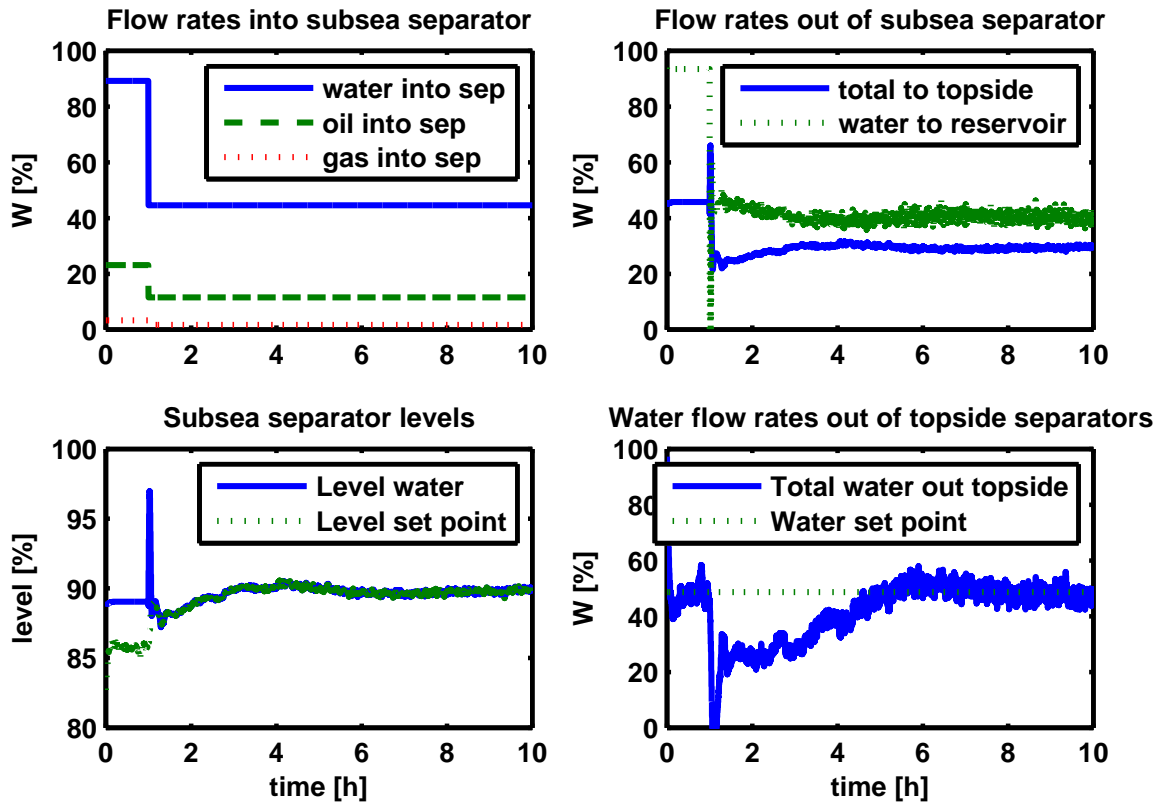 Flow rates into subsea separator
100
80
60
40
20
0
W [%]
water into sep
oil into sep
gas into sep
0 2 4 6 8 10
Flow rates out of subsea separator
100
80
60
40
20
0
W [%]
total to topside
water to reservoir
0 2 4 6 8 10
Subsea separator levels
100
95
90
85
80
level [%]
Level water
Level set point
0 2 4 6 8 10
time [h]
Water flow rates out of topside separators
100
80
60
40
20
0
W [%]
Total water out topside
Water set point
0 2 4 6 8 10
time [h]